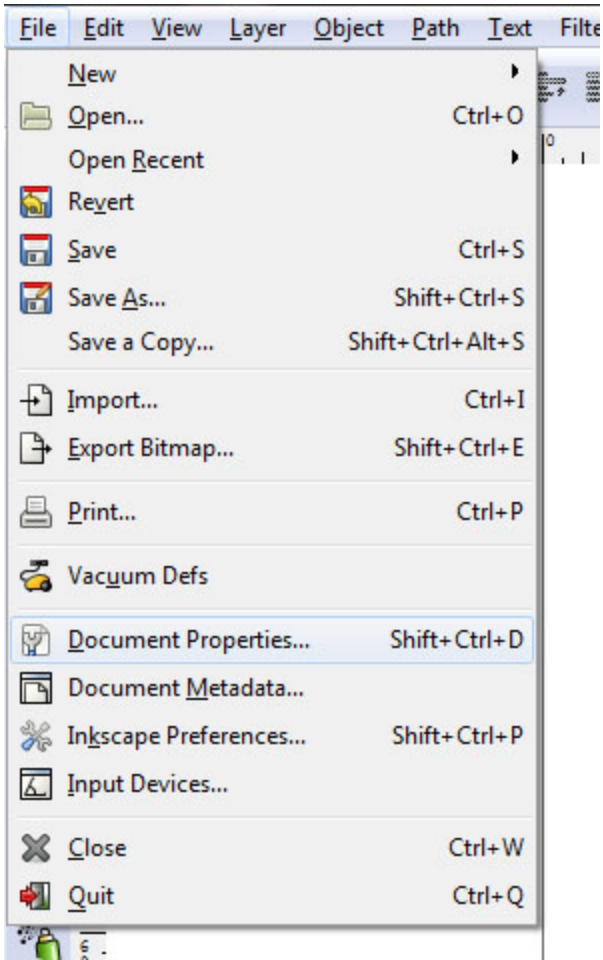 File Edit View Layer Object Path Text Filte
New
Open... Ctrl+O
Open Recent
Revert
Save Ctrl+S
Save As... Shift+Ctrl+S
Save a Copy... Shift+Ctrl+Alt+S
Import... Ctrl+I
Export Bitmap... Shift+Ctrl+E
Print... Ctrl+P
Vacuum Defs
Document Properties... Shift+Ctrl+D
Document Metadata...
Inkscape Preferences... Shift+Ctrl+P
Input Devices...
Close Ctrl+W
Quit Ctrl+Q
0
6